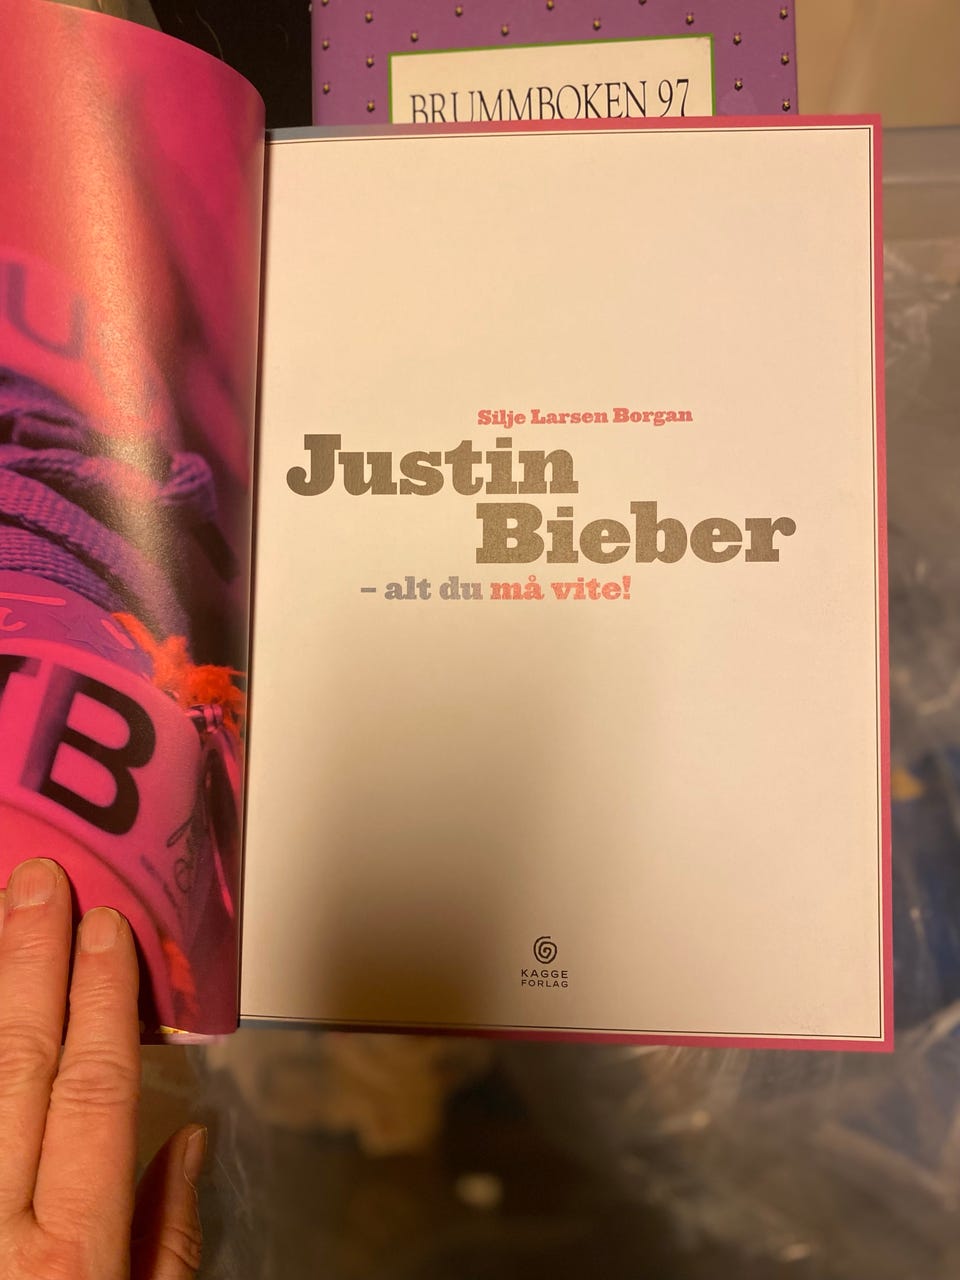 BRUMMBOKEN 97
Silje Larsen Borgan
Justin
Bieber
– alt du må vite!
B
KAGGE
FORLAG